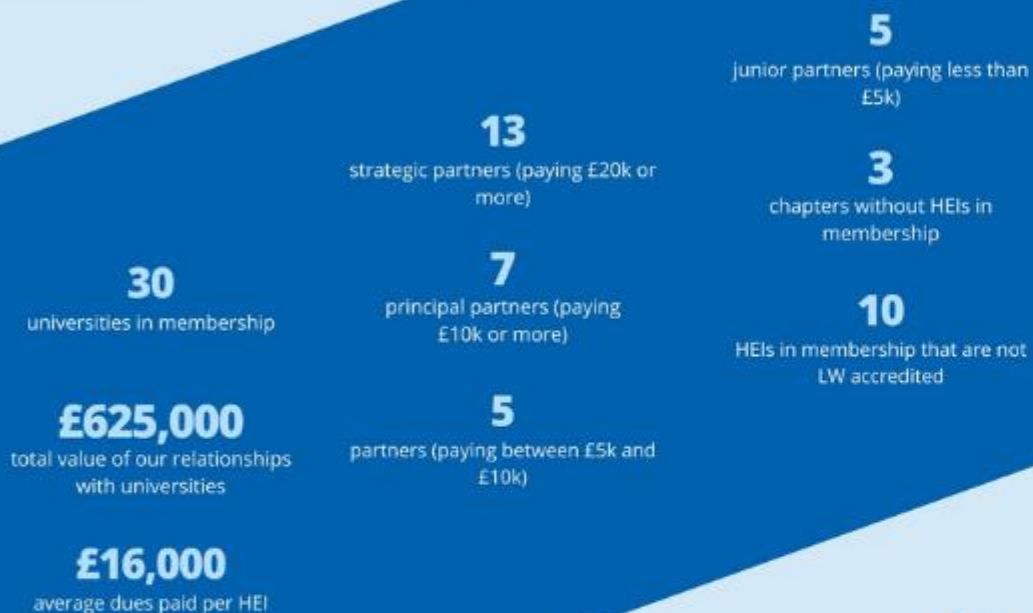 30
universities in membership
£625,000
total value of our relationships
with universities
£16,000
average dues paid per HEI
13
strategic partners (paying £20k or
more)
7
principal partners (paying
£10k or more)
5
partners (paying between £5k and
£10k)
5
junior partners (paying less than
£5k)
3
chapters without HEIs in
membership
10
HEIs in membership that are not
LW accredited